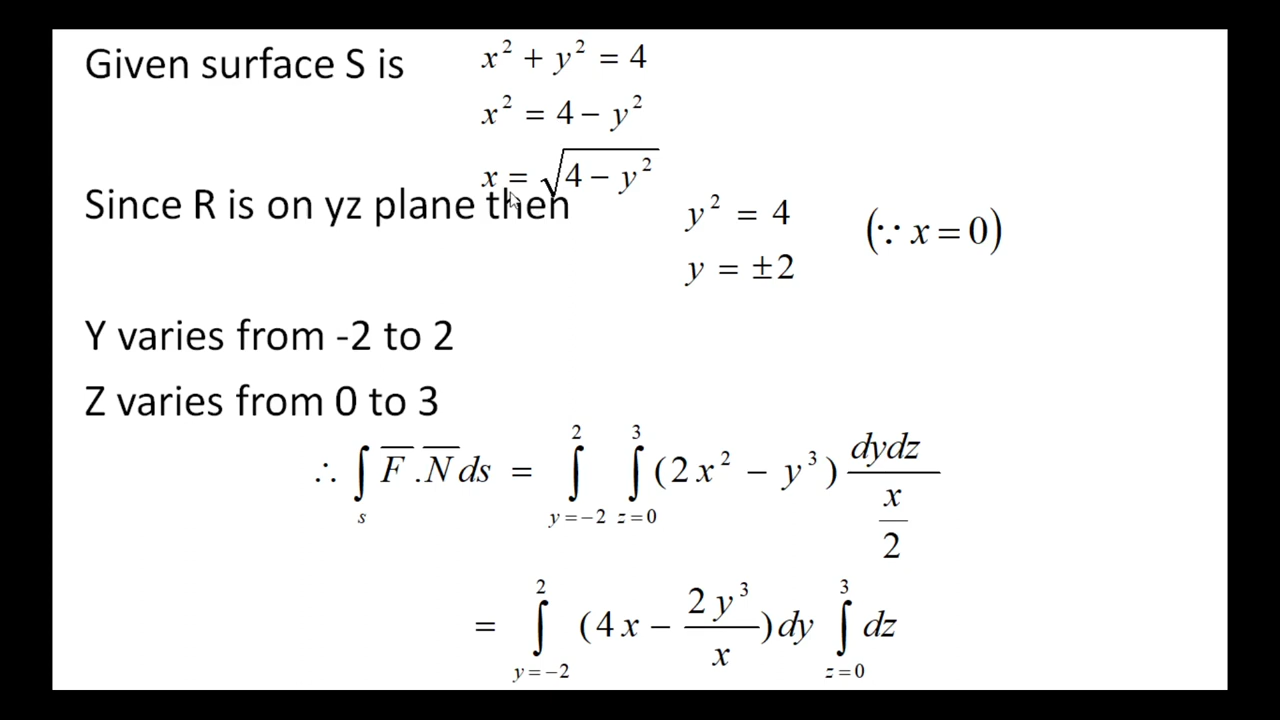 Given surface S is
x² + y² = 4
x² = 4 − y²
x = √(4 − y²)
Since R is on yz plane then
y² = 4 (∵ x = 0)
y = ±2
Y varies from -2 to 2
Z varies from 0 to 3
∴ ∫_s F̅ . N̅ ds = ∫_{y=−2}^{2} ∫_{z=0}^{3} (2x² − y³) dydz / (x/2)
= ∫_{y=−2}^{2} (4x − 2y³/x) dy ∫_{z=0}^{3} dz